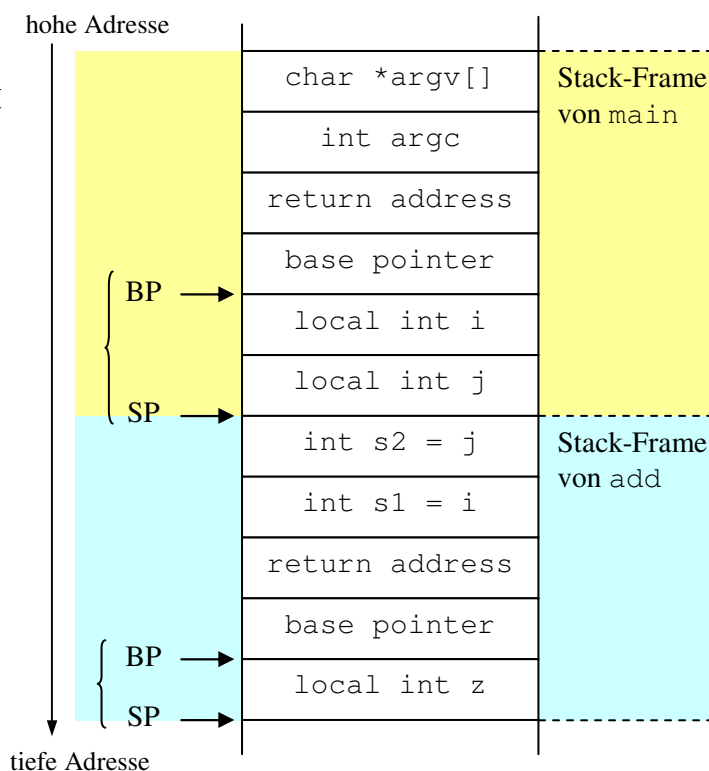 hohe Adresse
char *argv[]
Stack-Frame
von main
int argc
return address
base pointer
BP
local int i
local int j
SP
int s2 = j
Stack-Frame
von add
int s1 = i
return address
base pointer
BP
local int z
SP
tiefe Adresse